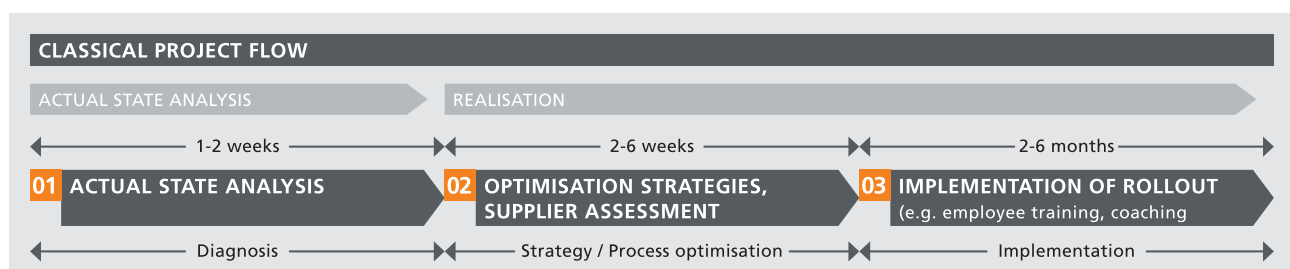 CLASSICAL PROJECT FLOW
ACTUAL STATE ANALYSIS
REALISATION
1-2 weeks
2-6 weeks
2-6 months
01 ACTUAL STATE ANALYSIS
02 OPTIMISATION STRATEGIES,
SUPPLIER ASSESSMENT
03 IMPLEMENTATION OF ROLLOUT
(e.g. employee training, coaching
Diagnosis
Strategy / Process optimisation
Implementation